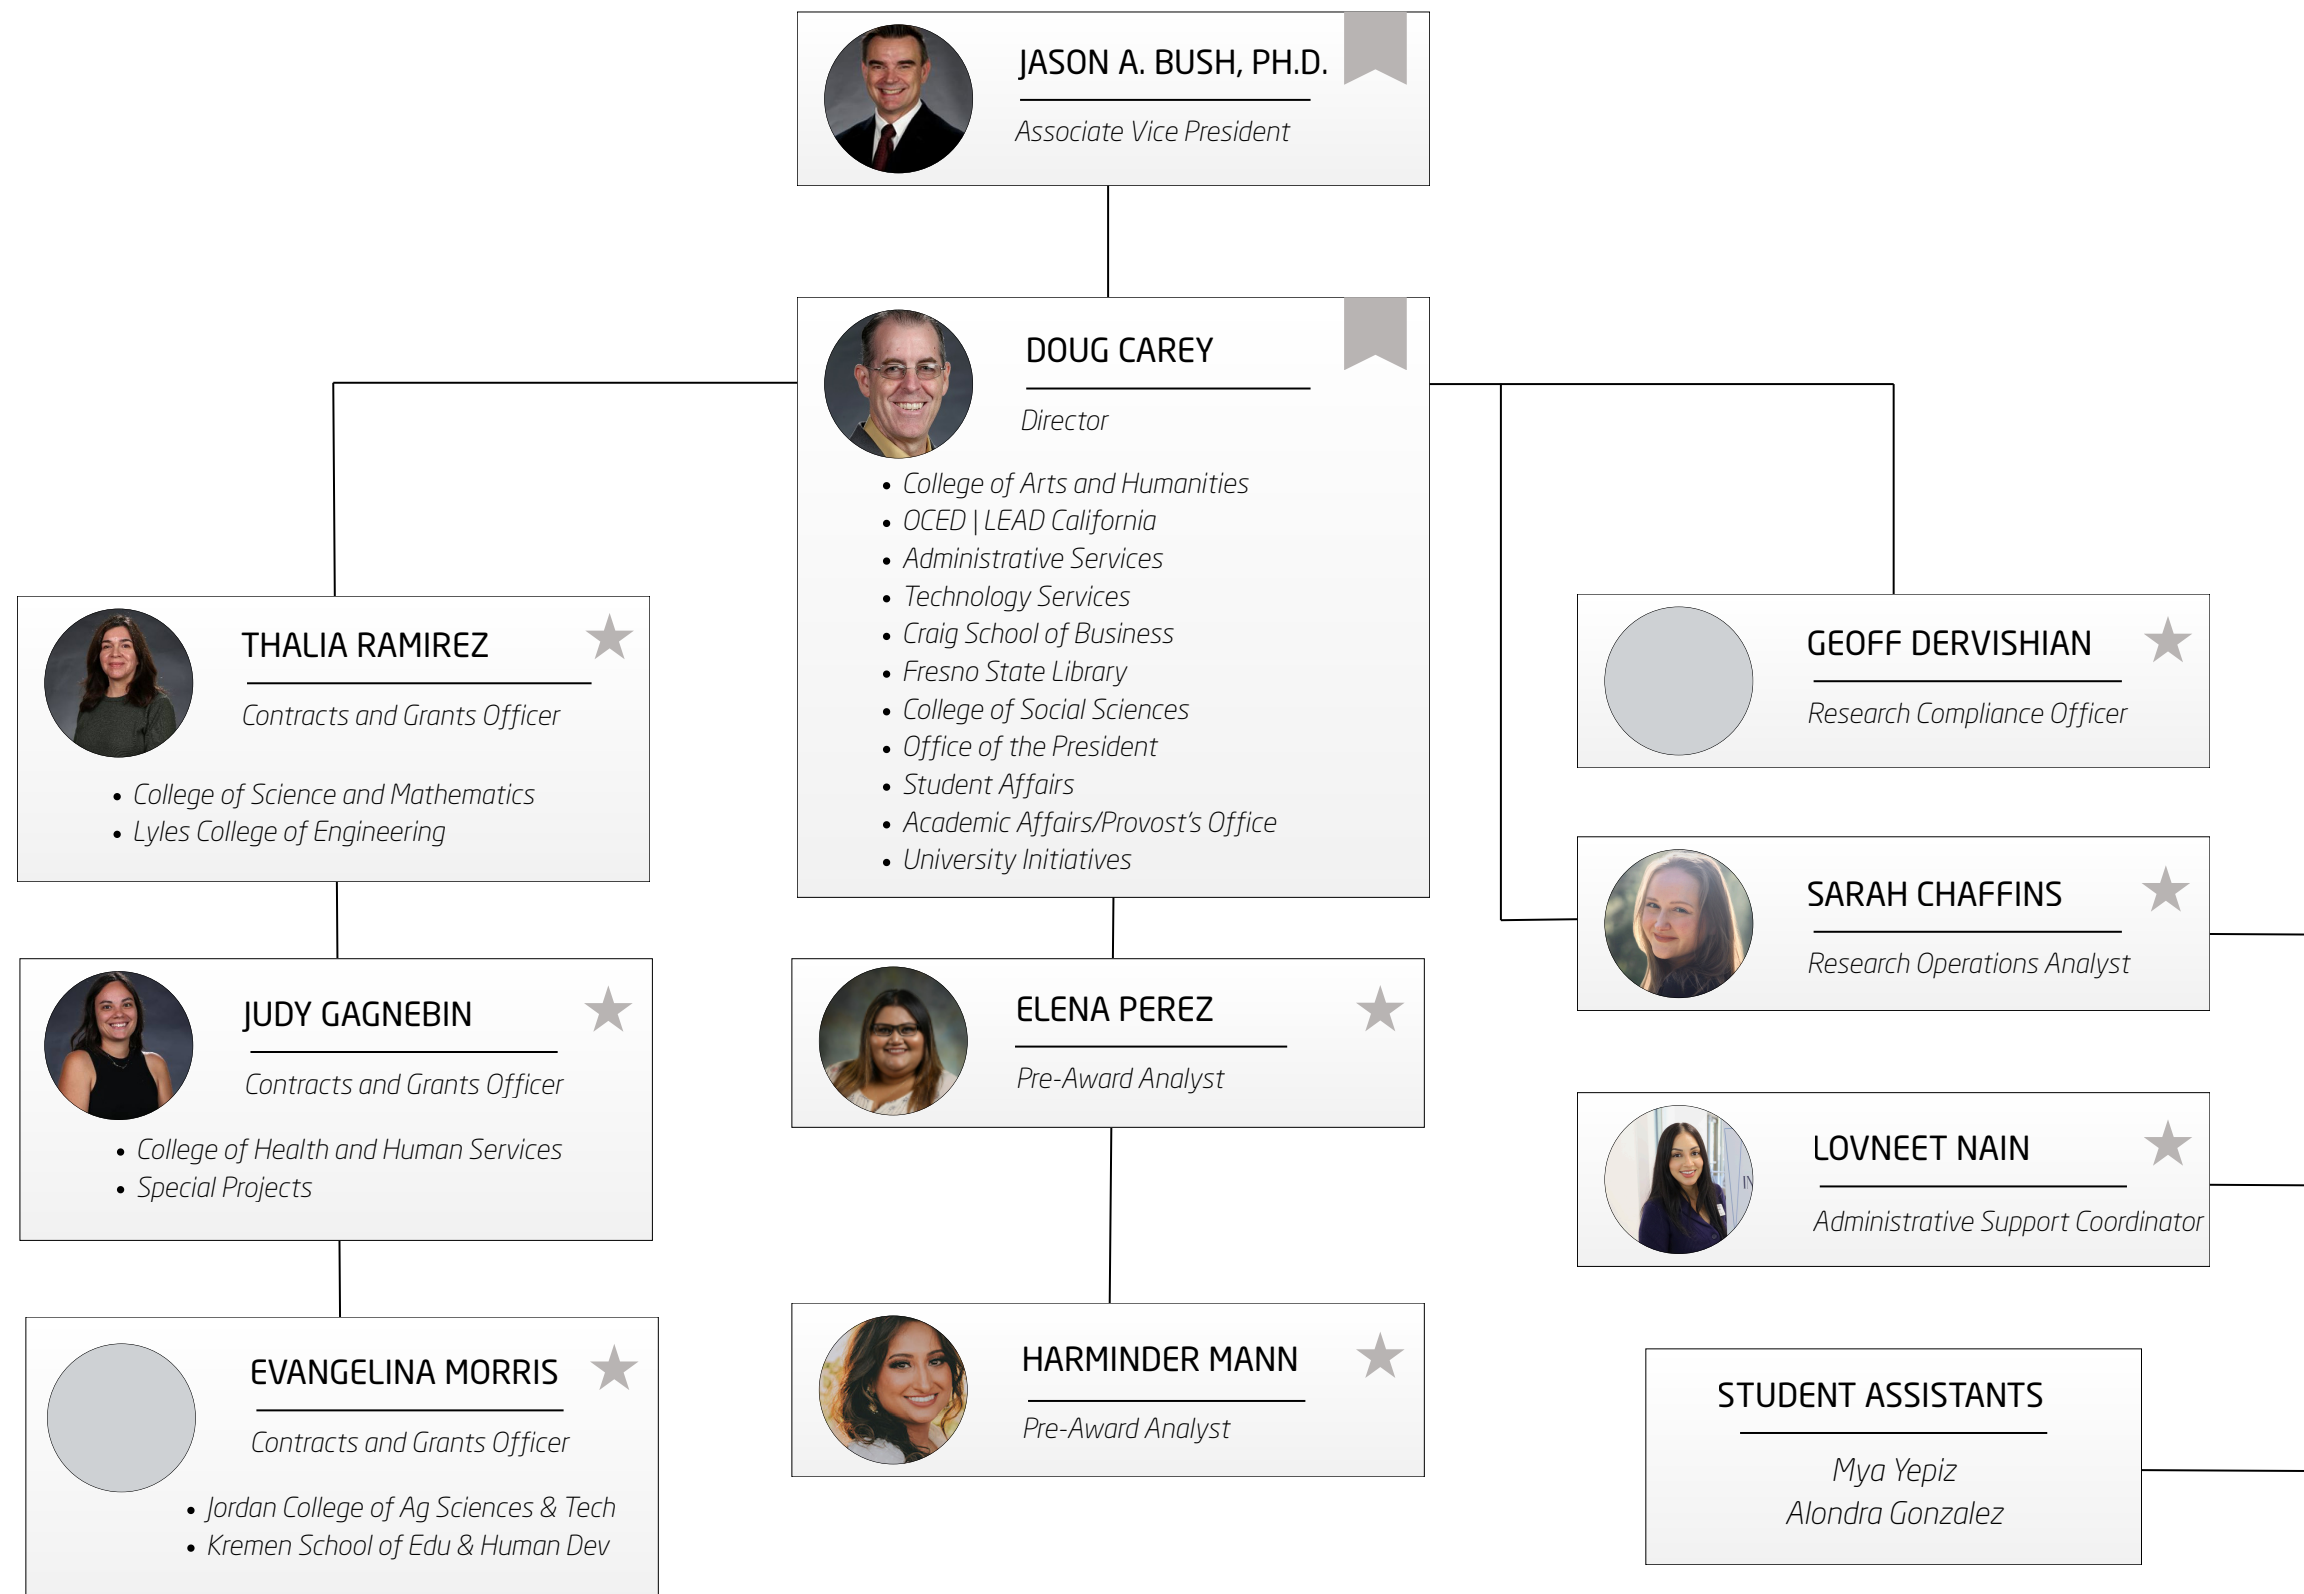 JASON A. BUSH, PH.D.
Associate Vice President
DOUG CAREY
Director
• College of Arts and Humanities
• OCED | LEAD California
• Administrative Services
• Technology Services
• Craig School of Business
• Fresno State Library
• College of Social Sciences
• Office of the President
• Student Affairs
• Academic Affairs/Provost's Office
• University Initiatives
THALIA RAMIREZ
Contracts and Grants Officer
• College of Science and Mathematics
• Lyles College of Engineering
JUDY GAGNEBIN
Contracts and Grants Officer
• College of Health and Human Services
• Special Projects
EVANGELINA MORRIS
Contracts and Grants Officer
• Jordan College of Ag Sciences & Tech
• Kremen School of Edu & Human Dev
ELENA PEREZ
Pre-Award Analyst
HARMINDER MANN
Pre-Award Analyst
GEOFF DERVISHIAN
Research Compliance Officer
SARAH CHAFFINS
Research Operations Analyst
LOVNEET NAIN
Administrative Support Coordinator
STUDENT ASSISTANTS
Mya Yepiz
Alondra Gonzalez